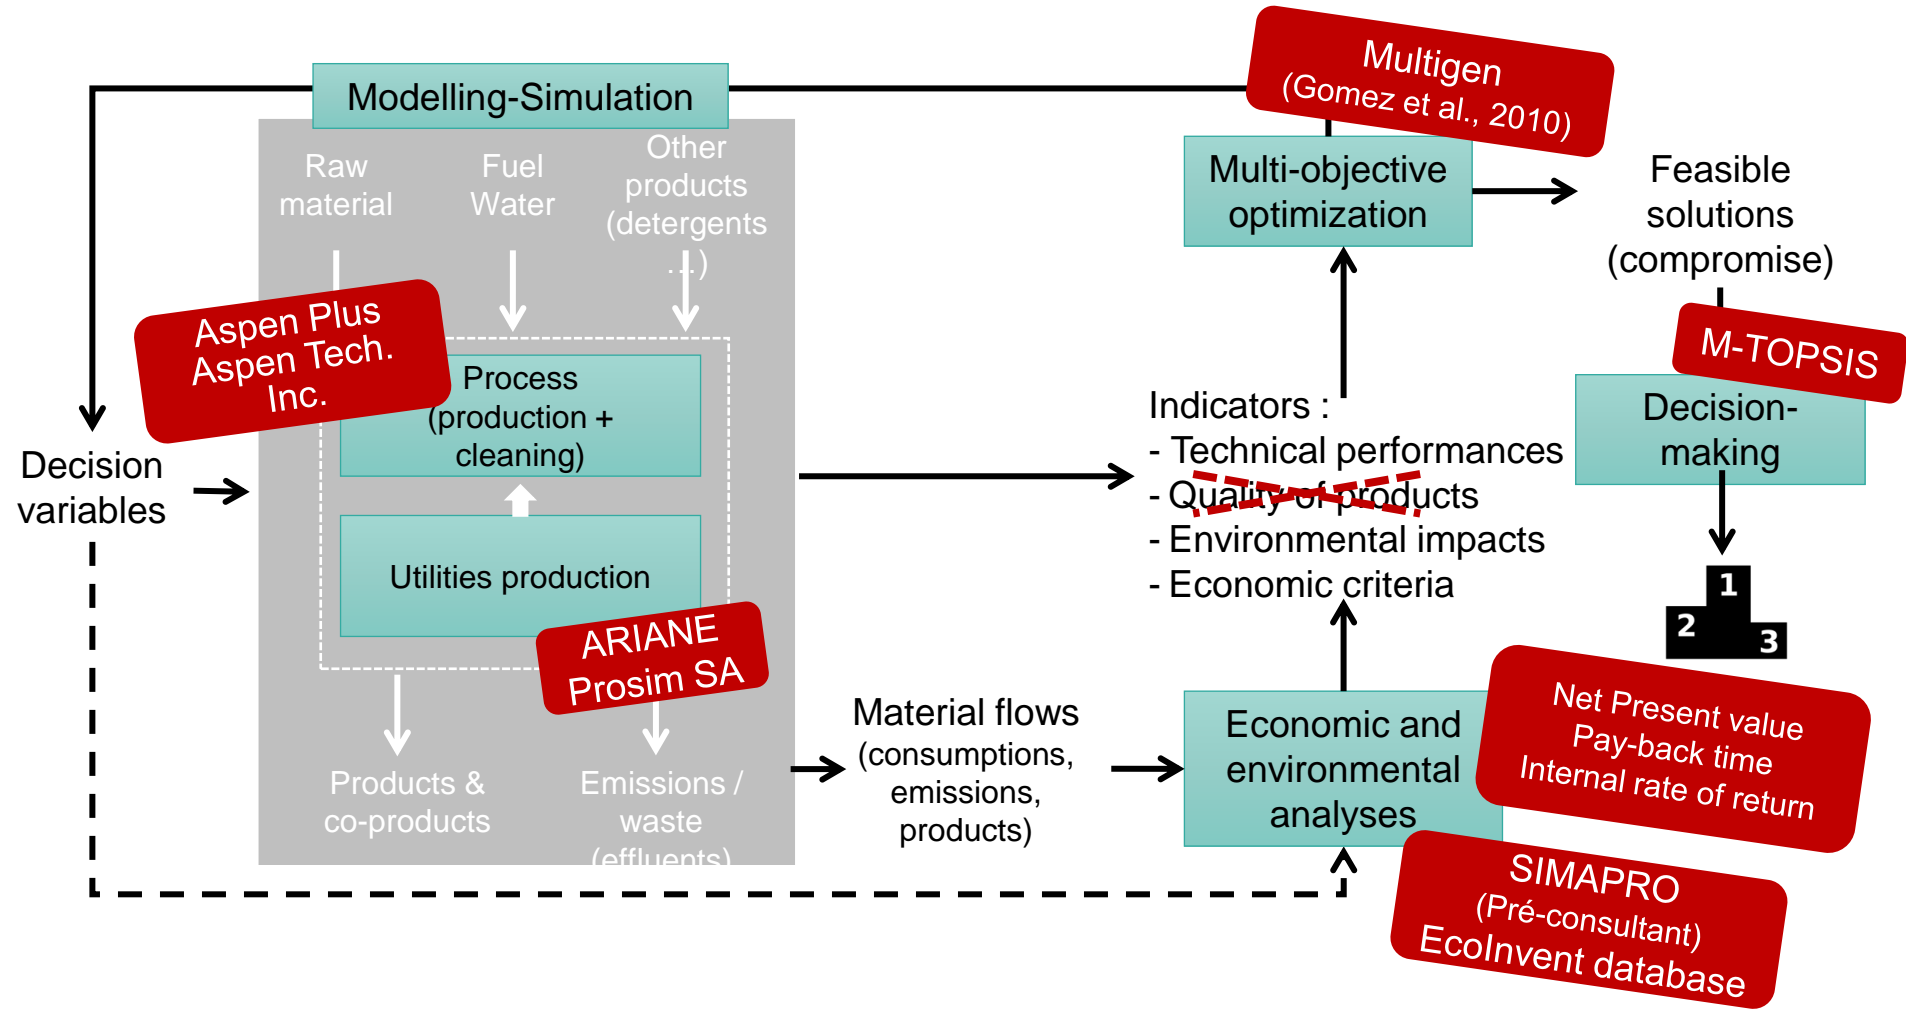 Multigen
(Gomez et al., 2010)
Modelling-Simulation
Raw
material
Fuel
Water
Other
products
(detergents
…)
Multi-objective
optimization
Feasible
solutions
(compromise)
Aspen Plus
Aspen Tech.
Inc.
M-TOPSIS
Process
(production +
cleaning)
Indicators :
- Technical performances
- Quality of products
- Environmental impacts
- Economic criteria
Decision-
making
Decision
variables
Utilities production
1
2
3
ARIANE
Prosim SA
Material flows
(consumptions,
emissions,
products)
Economic and
environmental
analyses
Net Present value
Pay-back time
Internal rate of return
Products &
co-products
Emissions /
waste
(effluents)
SIMAPRO
(Pré-consultant)
EcoInvent database